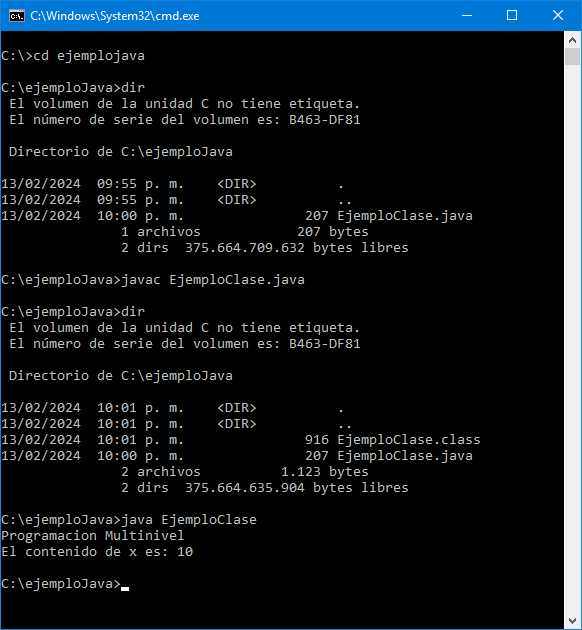 C:\Windows\System32\cmd.exe
C:\>cd ejemplojava
C:\ejemploJava>dir
El volumen de la unidad C no tiene etiqueta.
El número de serie del volumen es: B463-DF81
Directorio de C:\ejemploJava
13/02/2024  09:55 p. m.    <DIR>          .
13/02/2024  09:55 p. m.    <DIR>          ..
13/02/2024  10:00 p. m.               207 EjemploClase.java
1 archivos            207 bytes
2 dirs  375.664.709.632 bytes libres
C:\ejemploJava>javac EjemploClase.java
C:\ejemploJava>dir
El volumen de la unidad C no tiene etiqueta.
El número de serie del volumen es: B463-DF81
Directorio de C:\ejemploJava
13/02/2024  10:01 p. m.    <DIR>          .
13/02/2024  10:01 p. m.    <DIR>          ..
13/02/2024  10:01 p. m.               916 EjemploClase.class
13/02/2024  10:00 p. m.               207 EjemploClase.java
2 archivos          1.123 bytes
2 dirs  375.664.635.904 bytes libres
C:\ejemploJava>java EjemploClase
Programacion Multinivel
El contenido de x es: 10
C:\ejemploJava>